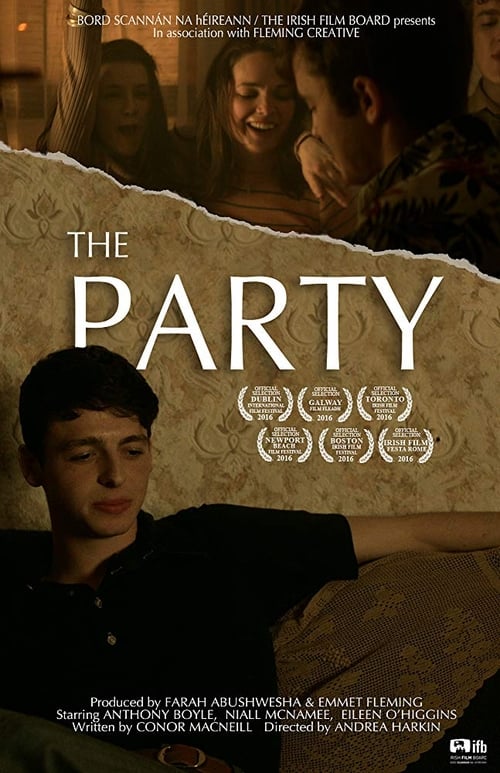 BORD SCANNÁN NA hÉIREANN / THE IRISH FILM BOARD presents
In association with FLEMING CREATIVE
THE
PARTY
OFFICIAL SELECTION DUBLIN INTERNATIONAL FILM FESTIVAL 2016
OFFICIAL SELECTION GALWAY FILM FLEADH 2016
OFFICIAL SELECTION TORONTO IRISH FILM FESTIVAL 2016
OFFICIAL SELECTION NEWPORT BEACH FILM FESTIVAL 2016
OFFICIAL SELECTION BOSTON IRISH FILM FESTIVAL 2016
OFFICIAL SELECTION IRISH FILM FESTA ROME 2016
Produced by FARAH ABUSHWESHA & EMMET FLEMING
Starring ANTHONY BOYLE, NIALL MCNAMEE, EILEEN O'HIGGINS
Written by CONOR MACNEILL Directed by ANDREA HARKIN
ifb
IRISH FILM BOARD